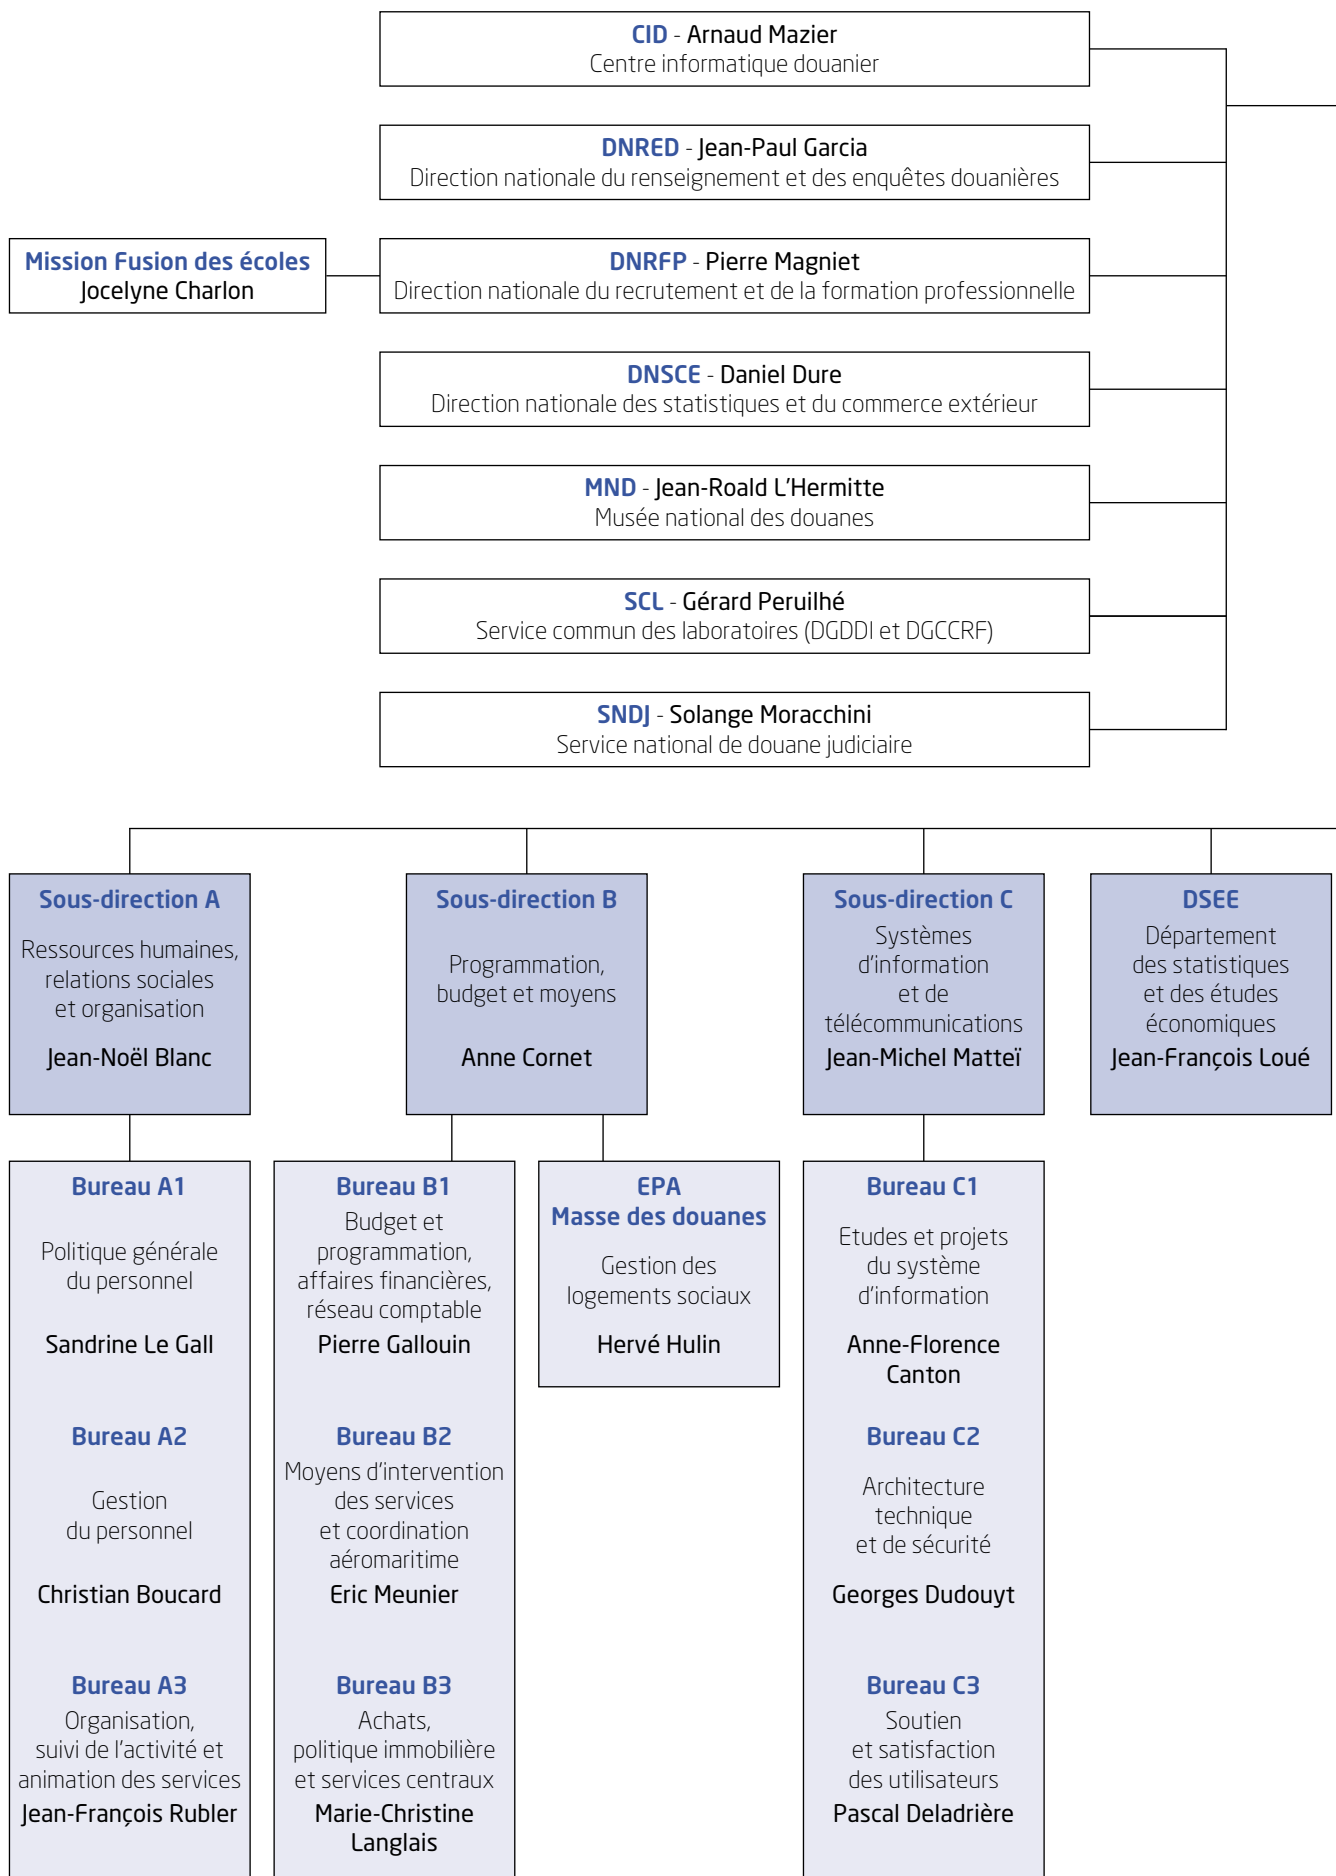 CID - Arnaud Mazier
Centre informatique douanier
DNRED - Jean-Paul Garcia
Direction nationale du renseignement et des enquêtes douanières
Mission Fusion des écoles
Jocelyne Charlon
DNRFP - Pierre Magniet
Direction nationale du recrutement et de la formation professionnelle
DNSCE - Daniel Dure
Direction nationale des statistiques et du commerce extérieur
MND - Jean-Roald L'Hermitte
Musée national des douanes
SCL - Gérard Peruilhé
Service commun des laboratoires (DGDDI et DGCCRF)
SNDJ - Solange Moracchini
Service national de douane judiciaire
Sous-direction A
Ressources humaines,
relations sociales
et organisation
Jean-Noël Blanc
Sous-direction B
Programmation,
budget et moyens
Anne Cornet
Sous-direction C
Systèmes
d'information
et de
télécommunications
Jean-Michel Matteï
DSEE
Département
des statistiques
et des études
économiques
Jean-François Loué
Bureau A1
Politique générale
du personnel
Sandrine Le Gall
Bureau A2
Gestion
du personnel
Christian Boucard
Bureau A3
Organisation,
suivi de l'activité et
animation des services
Jean-François Rubler
Bureau B1
Budget et
programmation,
affaires financières,
réseau comptable
Pierre Gallouin
Bureau B2
Moyens d'intervention
des services
et coordination
aéromaritime
Eric Meunier
Bureau B3
Achats,
politique immobilière
et services centraux
Marie-Christine
Langlais
EPA
Masse des douanes
Gestion des
logements sociaux
Hervé Hulin
Bureau C1
Etudes et projets
du système
d'information
Anne-Florence
Canton
Bureau C2
Architecture
technique
et de sécurité
Georges Dudouyt
Bureau C3
Soutien
et satisfaction
des utilisateurs
Pascal Deladrière